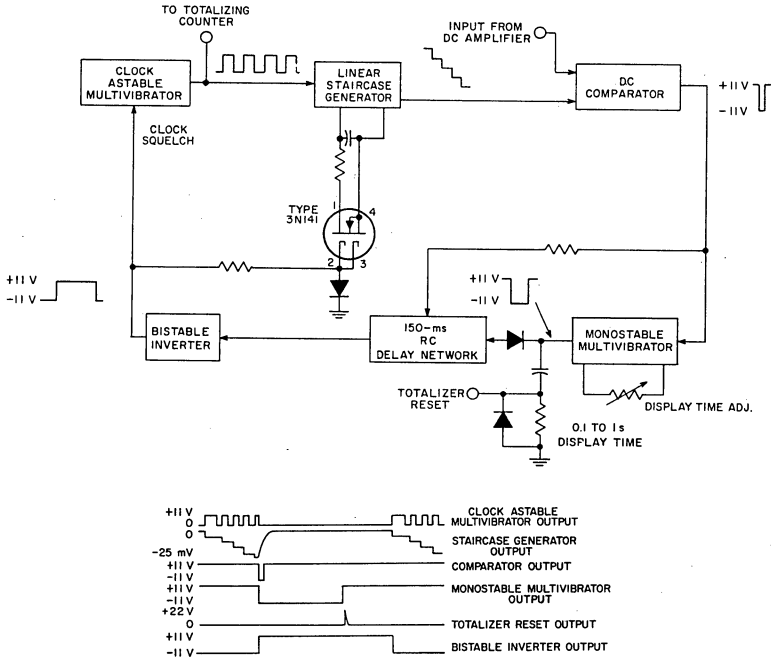 TO TOTALIZING
COUNTER
INPUT FROM
DC AMPLIFIER
CLOCK
ASTABLE
MULTIVIBRATOR
LINEAR
STAIRCASE
GENERATOR
DC
COMPARATOR
+11 V
-11 V
CLOCK
SQUELCH
TYPE
3N141
1
4
2
3
+11 V
-11 V
+11 V
-11 V
BISTABLE
INVERTER
150-ms
RC
DELAY NETWORK
MONOSTABLE
MULTIVIBRATOR
TOTALIZER
RESET
DISPLAY TIME ADJ.
0.1 TO 1 s
DISPLAY TIME
+11 V
0
CLOCK ASTABLE
MULTIVIBRATOR OUTPUT
0
-25 mV
STAIRCASE GENERATOR
OUTPUT
+11 V
-11 V
COMPARATOR OUTPUT
+11 V
-11 V
MONOSTABLE MULTIVIBRATOR
OUTPUT
+22 V
0
TOTALIZER RESET OUTPUT
+11 V
-11 V
BISTABLE INVERTER OUTPUT